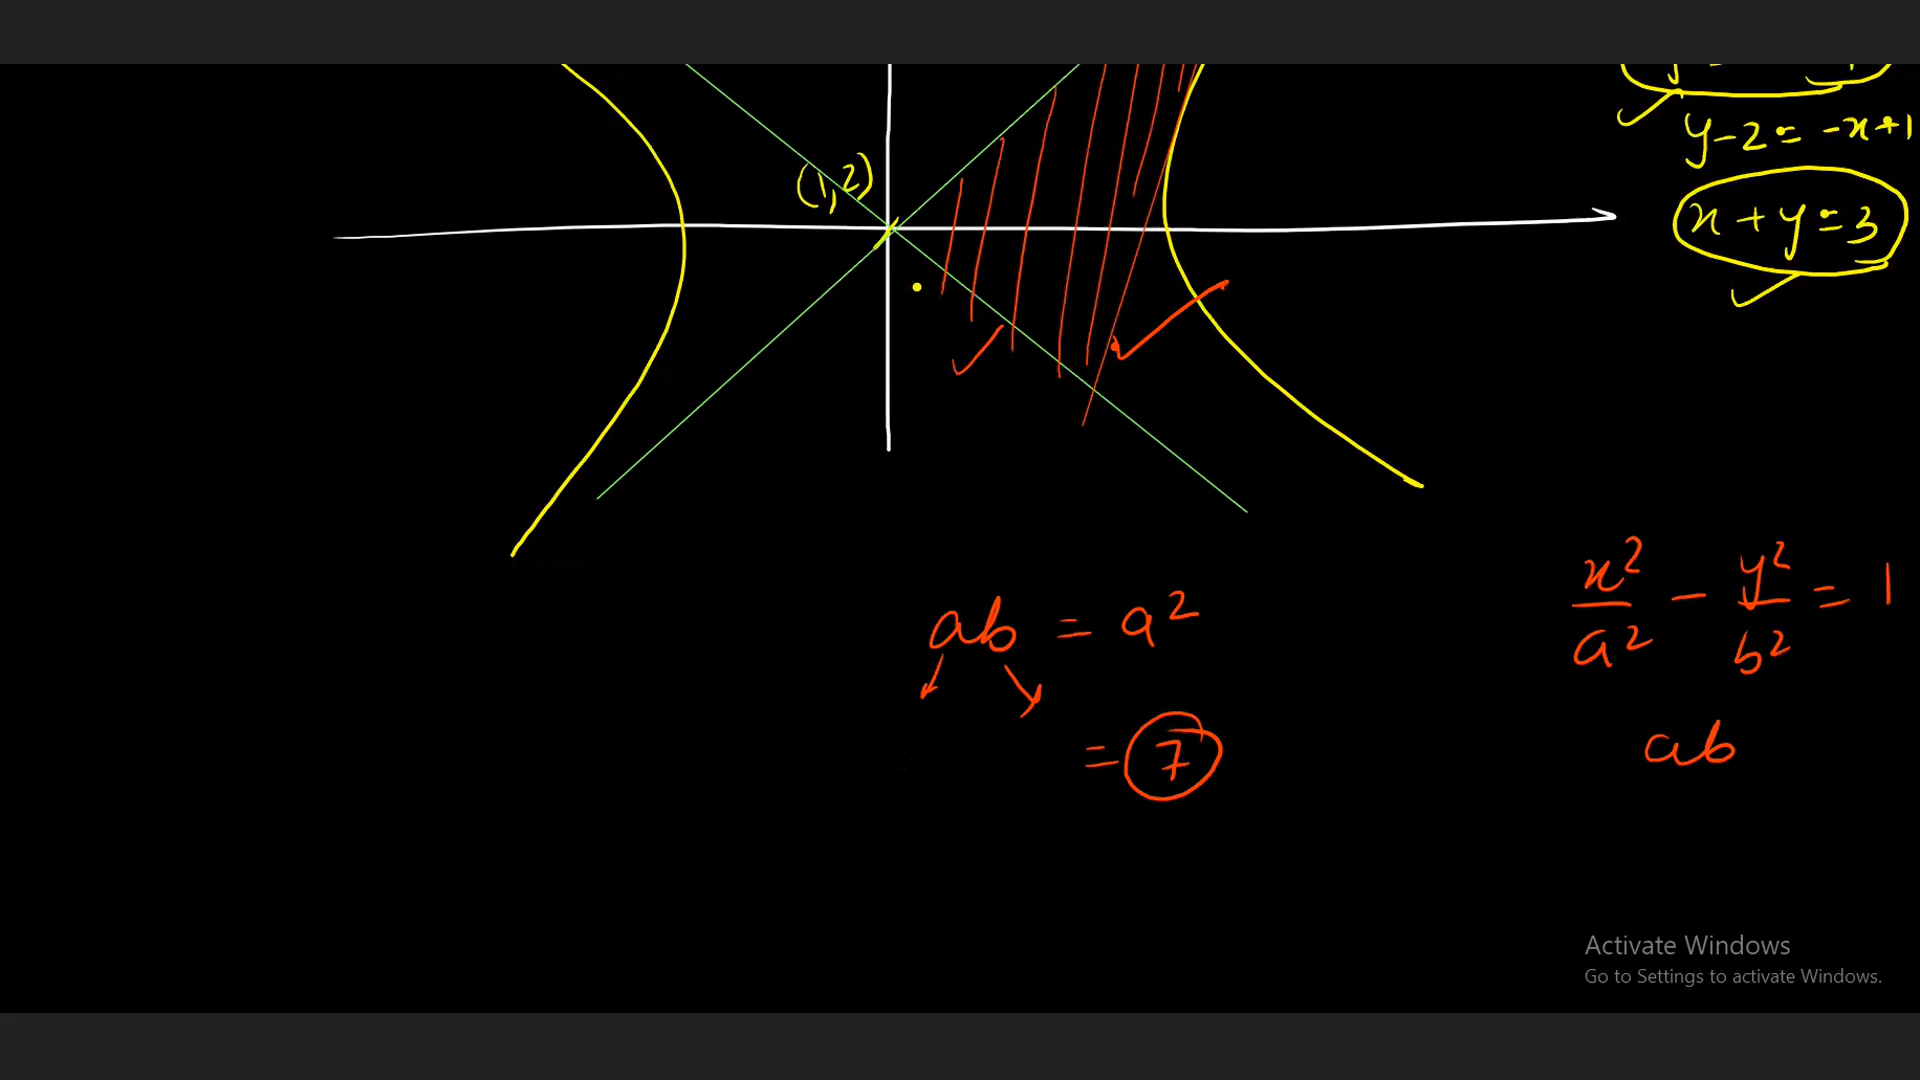 y-2 = -x+1
(1,2)
x + y = 3
x²/a² - y²/b² = 1
ab = a²
= 7
ab
Activate Windows
Go to Settings to activate Windows.